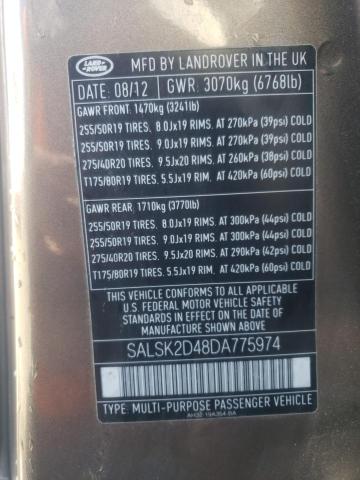 LAND ROVER
MFD BY LANDROVER IN THE UK
DATE: 08/12 GWR: 3070kg (6768lb)
GAWR FRONT: 1470kg (3241lb)
255/50R19 TIRES. 8.0Jx19 RIMS. AT 270kPa (39psi) COLD
255/50R19 TIRES. 9.0Jx19 RIMS. AT 270kPa (39psi) COLD
275/40R20 TIRES. 9.5Jx20 RIMS. AT 260kPa (38psi) COLD
T175/80R19 TIRES. 5.5Jx19 RIM. AT 420kPa (60psi) COLD
GAWR REAR. 1710kg (3770lb)
255/50R19 TIRES. 8.0Jx19 RIMS. AT 300kPa (44psi) COLD
255/50R19 TIRES. 9.0Jx19 RIMS. AT 300kPa (44psi) COLD
275/40R20 TIRES. 9.5Jx20 RIMS. AT 290kPa (42psi) COLD
T175/80R19 TIRES. 5.5Jx19 RIM. AT 420kPa (60psi) COLD
THIS VEHICLE CONFORMS TO ALL APPLICABLE
U.S. FEDERAL MOTOR VEHICLE SAFETY
STANDARDS IN EFFECT ON THE DATE OF
MANUFACTURE SHOWN ABOVE
SALSK2D48DA775974
TYPE: MULTI-PURPOSE PASSENGER VEHICLE
AH32-19A364-BA